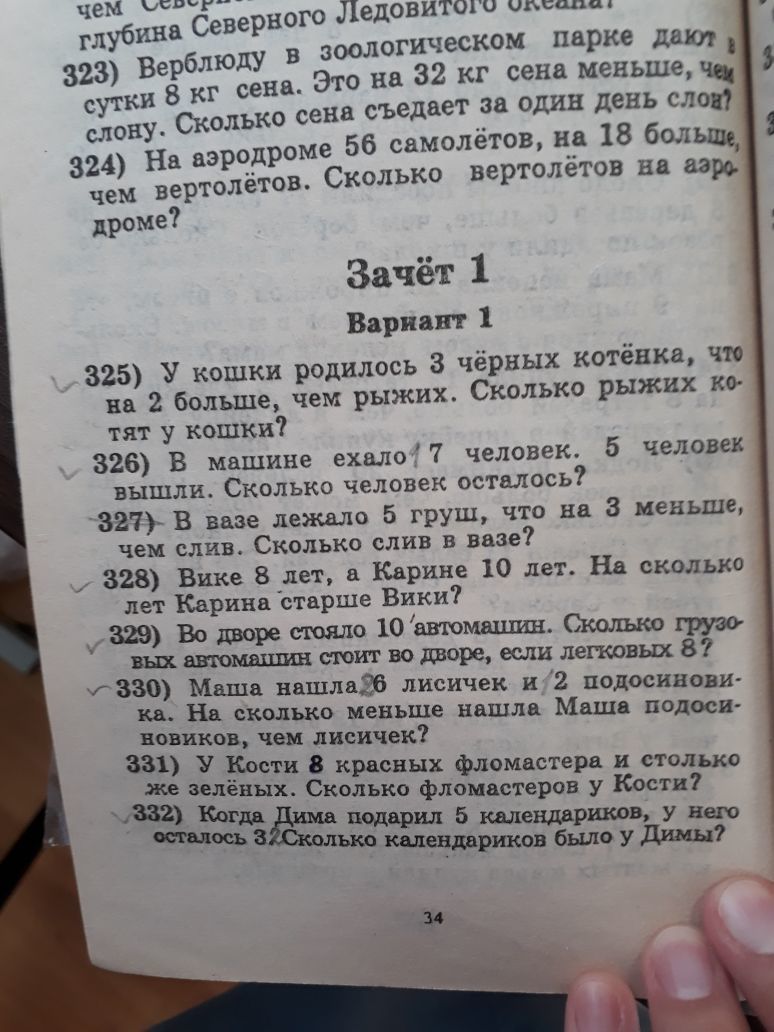 чем Северного Ледовитого океана?
глубина Северного Ледовитого океана?
323) Верблюду в зоологическом парке дают в
сутки 8 кг сена. Это на 32 кг сена меньше, чем
слону. Сколько сена съедает за один день слон?
324) На аэродроме 56 самолётов, на 18 больше,
чем вертолётов. Сколько вертолётов на аэро-
дроме?
Зачёт 1
Вариант 1
325) У кошки родилось 3 чёрных котёнка, что
на 2 больше, чем рыжих. Сколько рыжих ко-
тят у кошки?
326) В машине ехало 17 человек. 5 человек
вышли. Сколько человек осталось?
327) В вазе лежало 5 груш, что на 3 меньше,
чем слив. Сколько слив в вазе?
328) Вике 8 лет, а Карине 10 лет. На сколько
лет Карина старше Вики?
329) Во дворе стояло 10 автомашин. Сколько грузо-
вых автомашин стоит во дворе, если легковых 8?
330) Маша нашла 26 лисичек и 12 подосинови-
ка. На сколько меньше нашла Маша подоси-
новиков, чем лисичек?
331) У Кости 8 красных фломастера и столько
же зелёных. Сколько фломастеров у Кости?
332) Когда Дима подарил 5 календариков, у него
осталось 32 Сколько календариков было у Димы?
34